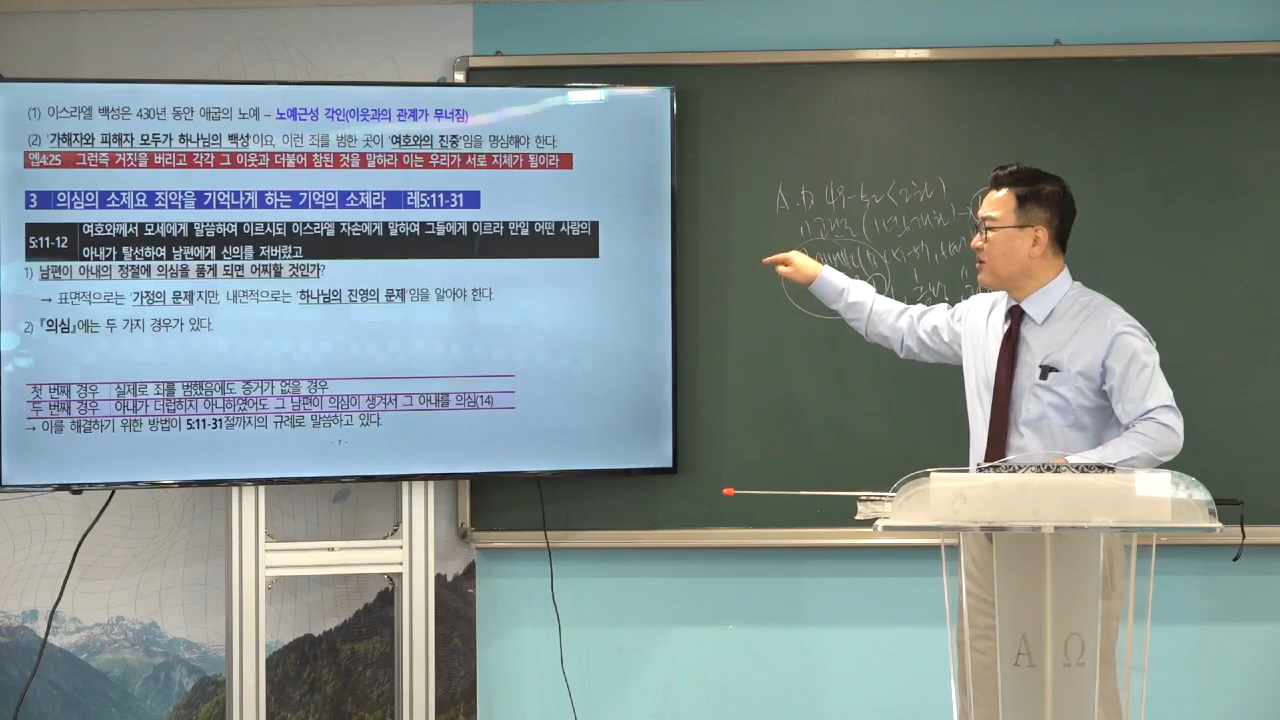 (1) 이스라엘 백성은 430년 동안 애굽의 노예 – 노예근성 각인(이웃과의 관계가 무너짐)
(2) '가해자와 피해자 모두가 하나님의 백성'이요, 이런 죄를 범한 곳이 '여호와의 진중'임을 명심해야 한다.
엡4:25 그런즉 거짓을 버리고 각각 그 이웃과 더불어 참된 것을 말하라 이는 우리가 서로 지체가 됨이라
3 의심의 소제요 죄악을 기억나게 하는 기억의 소제라 레5:11-31
5:11-12 여호와께서 모세에게 말씀하여 이르시되 이스라엘 자손에게 말하여 그들에게 이르라 만일 어떤 사람의
아내가 탈선하여 남편에게 신의를 저버렸고
1) 남편이 아내의 정절에 의심을 품게 되면 어찌할 것인가?
→ 표면적으로는 '가정의 문제'지만, 내면적으로는 '하나님의 진영의 문제'임을 알아야 한다.
2) 『의심』에는 두 가지 경우가 있다.
첫 번째 경우 실제로 죄를 범했음에도 증거가 없을 경우
두 번째 경우 아내가 더럽히지 아니하였어도 그 남편이 의심이 생겨서 그 아내를 의심(14)
→ 이를 해결하기 위한 방법이 5:11-31절까지의 규례로 말씀하고 있다.
- 7 -
A.D 49-52
Α Ω